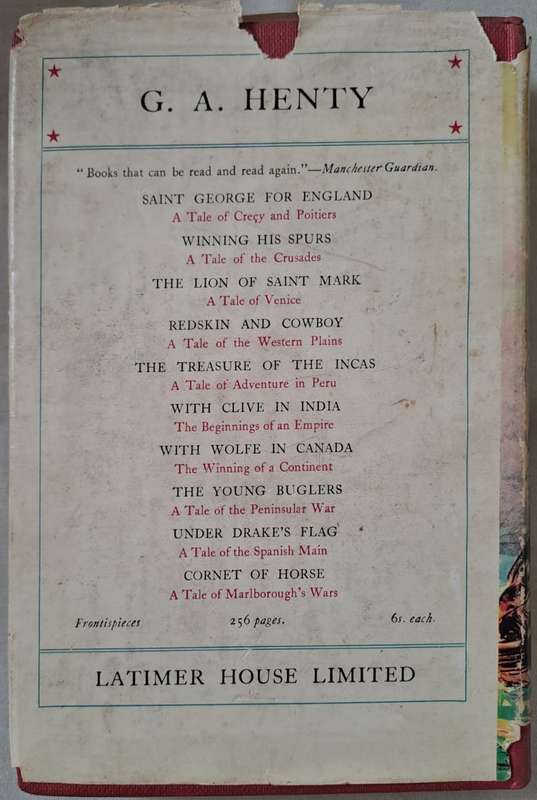 G. A. HENTY
"Books that can be read and read again."—Manchester Guardian.
SAINT GEORGE FOR ENGLAND
A Tale of Creçy and Poitiers
WINNING HIS SPURS
A Tale of the Crusades
THE LION OF SAINT MARK
A Tale of Venice
REDSKIN AND COWBOY
A Tale of the Western Plains
THE TREASURE OF THE INCAS
A Tale of Adventure in Peru
WITH CLIVE IN INDIA
The Beginnings of an Empire
WITH WOLFE IN CANADA
The Winning of a Continent
THE YOUNG BUGLERS
A Tale of the Peninsular War
UNDER DRAKE'S FLAG
A Tale of the Spanish Main
CORNET OF HORSE
A Tale of Marlborough's Wars
Frontispieces 256 pages. 6s. each.
LATIMER HOUSE LIMITED